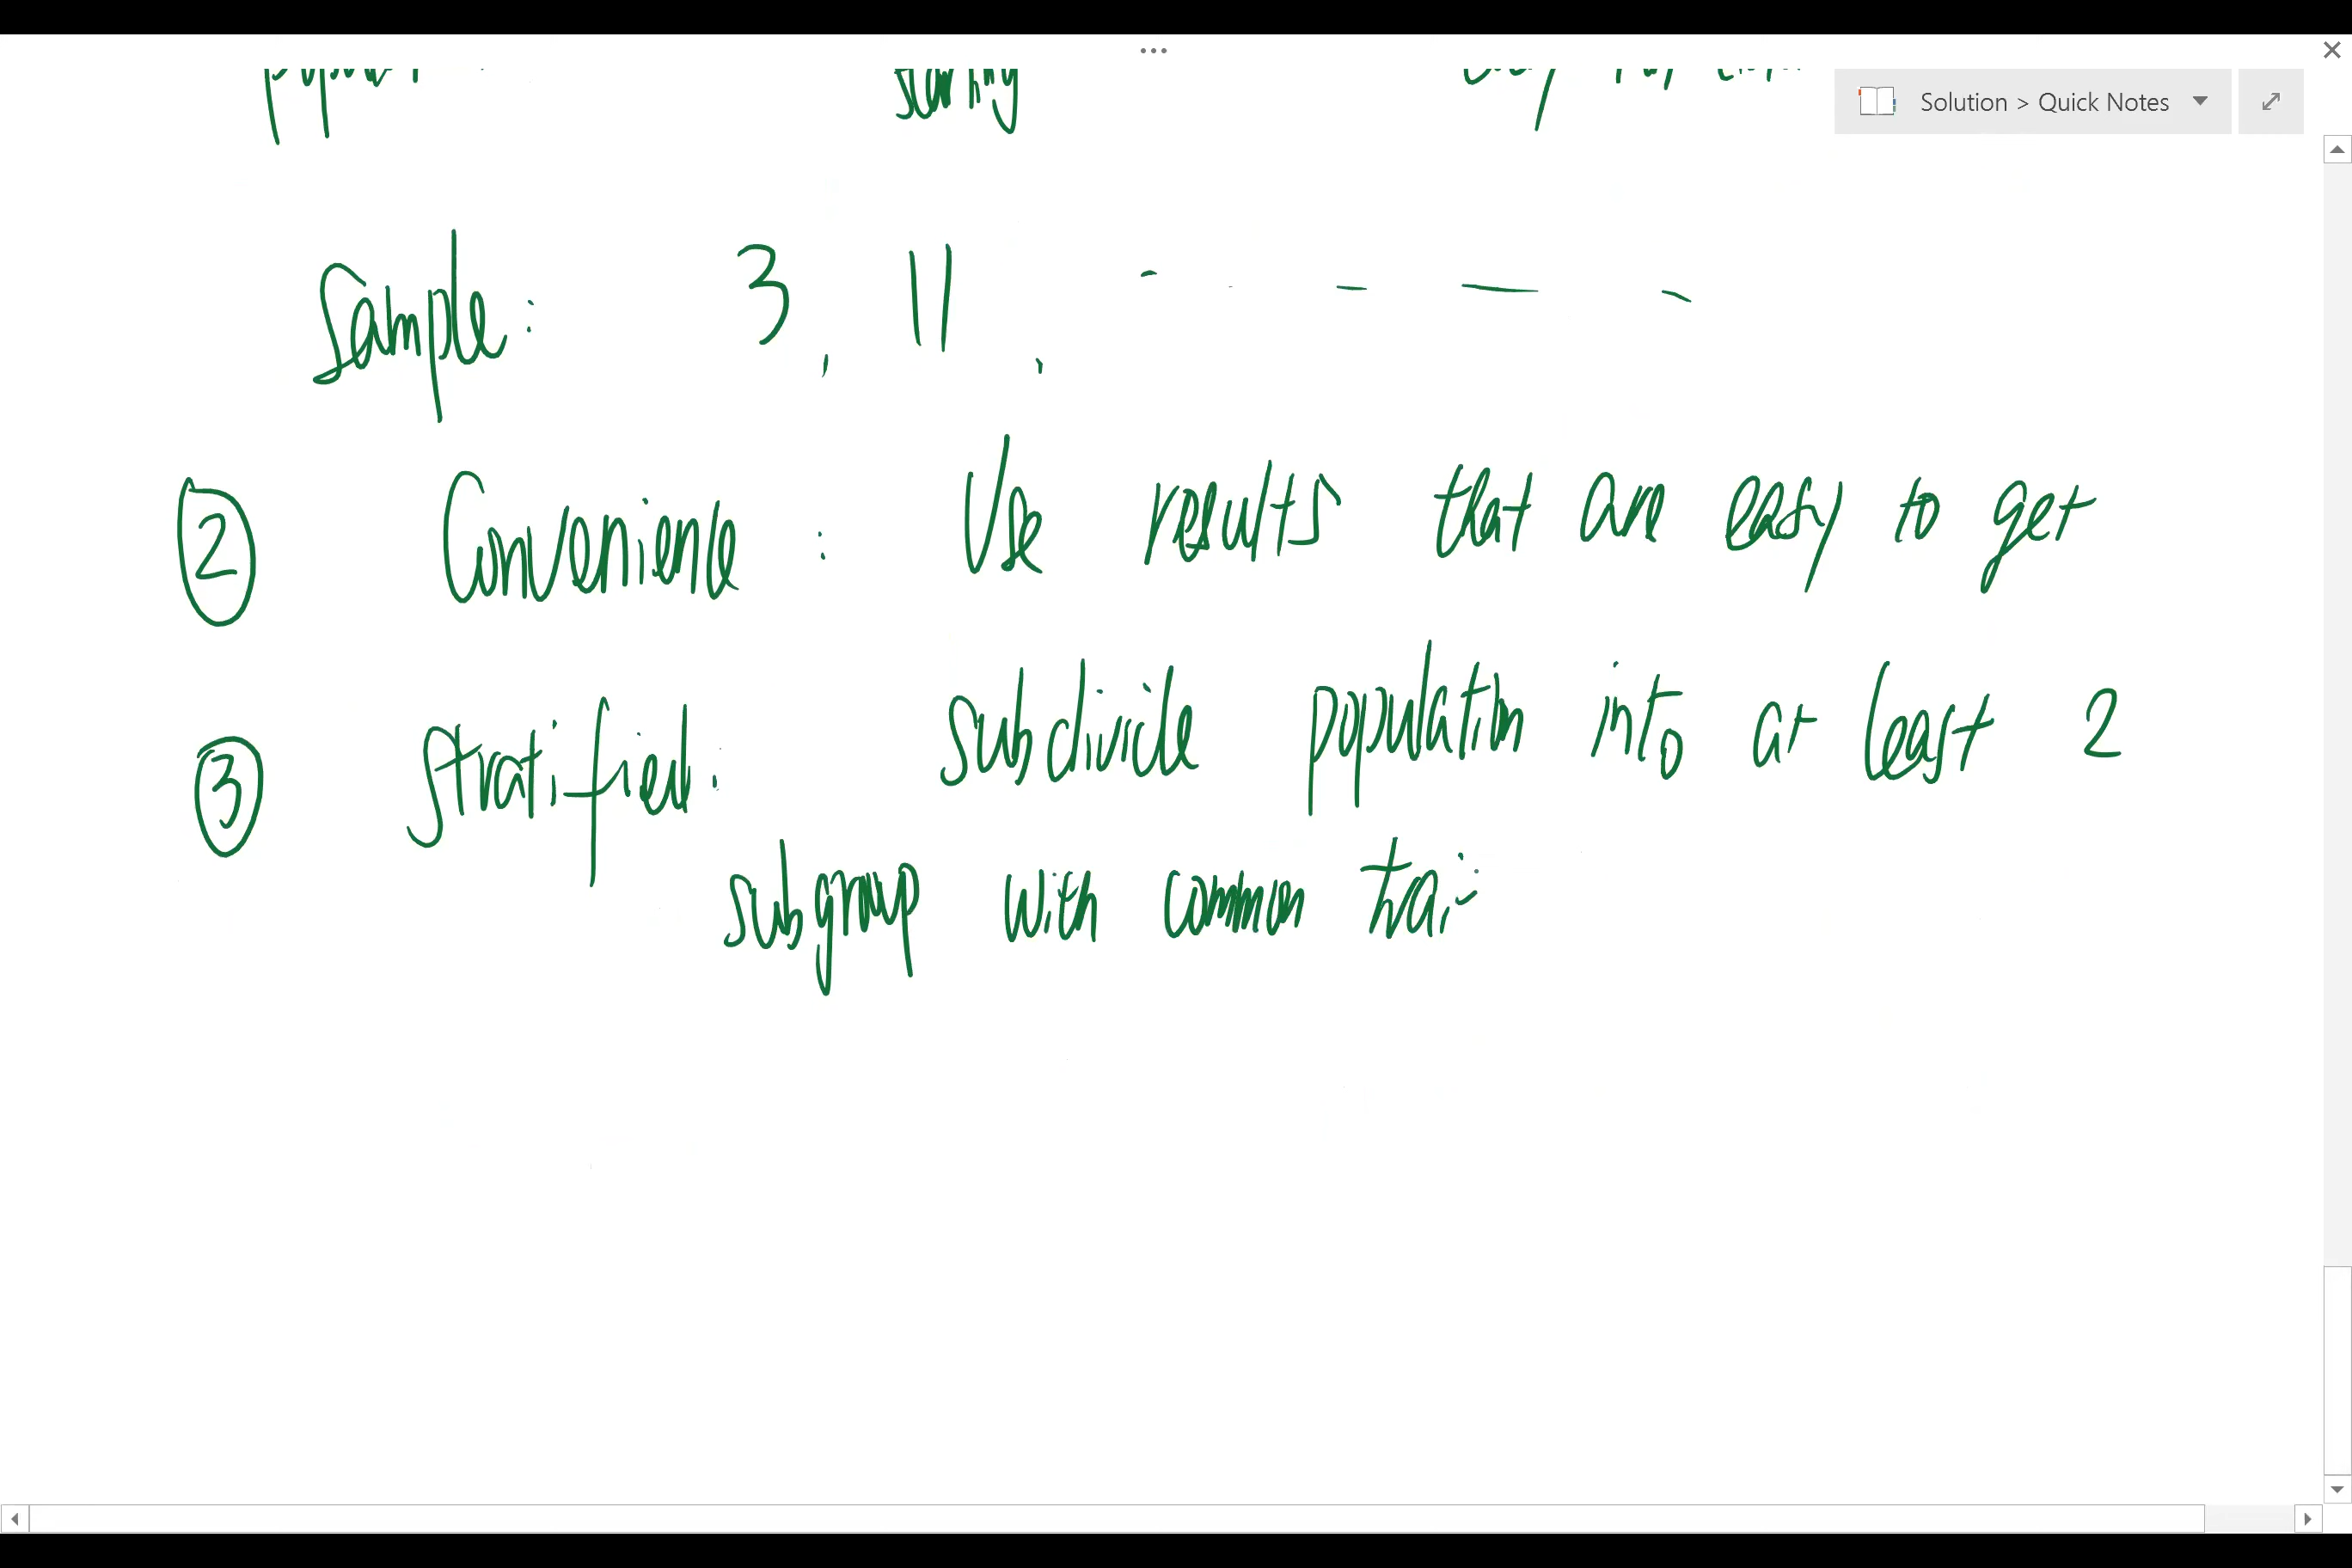 Solution > Quick Notes
Sample: 3, 11, - - — -
② Convenience : Use results that are easy to get
③ Stratified: subdivide population into at least 2
subgroup with common trai